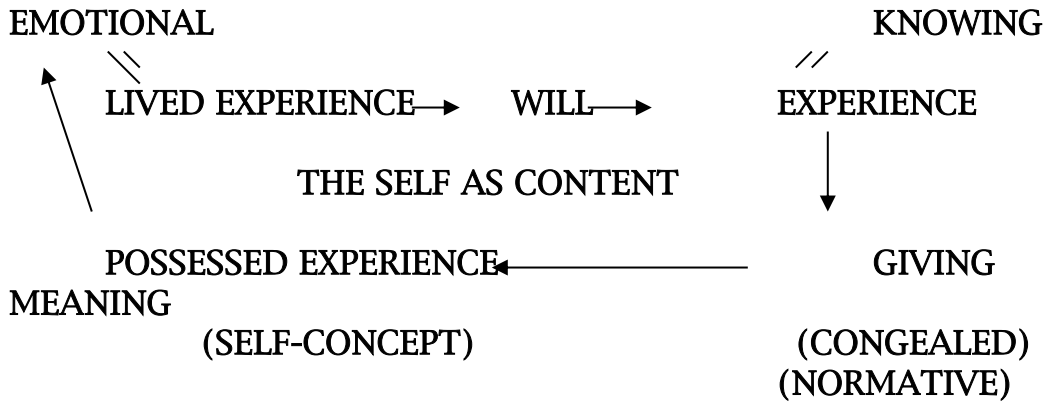 EMOTIONAL KNOWING
LIVED EXPERIENCE WILL EXPERIENCE
THE SELF AS CONTENT
POSSESSED EXPERIENCE GIVING
MEANING
(SELF-CONCEPT) (CONGEALED)
(NORMATIVE)